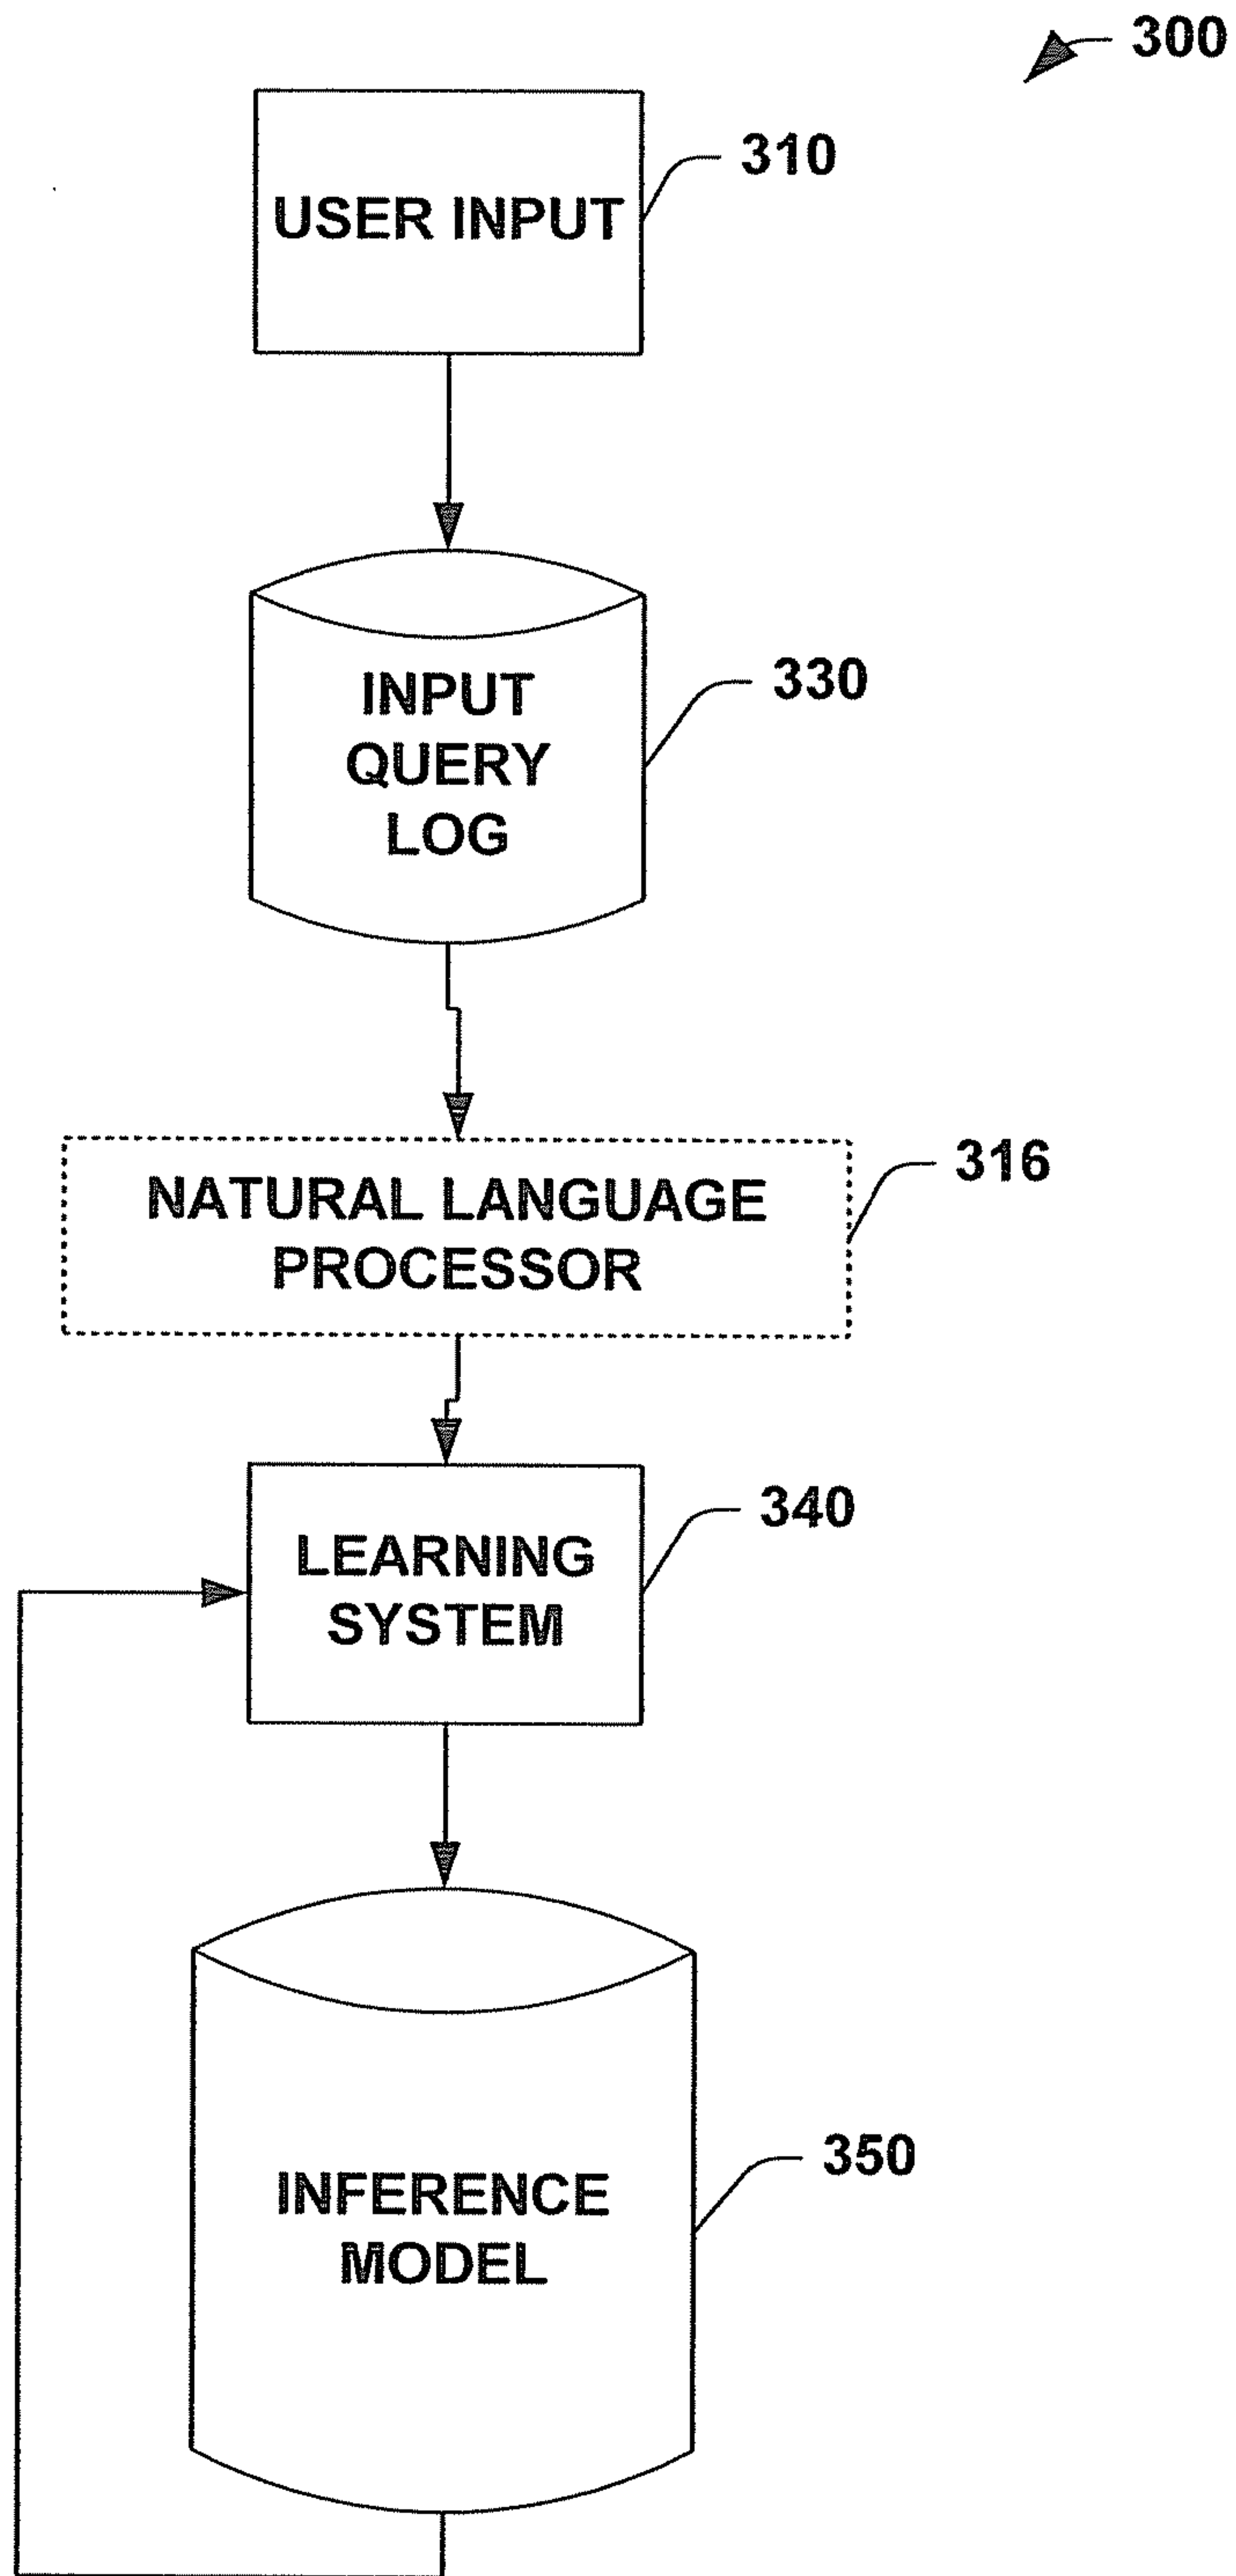 300
310
USER INPUT
330
INPUT
QUERY
LOG
316
NATURAL LANGUAGE
PROCESSOR
340
LEARNING
SYSTEM
350
INFERENCE
MODEL